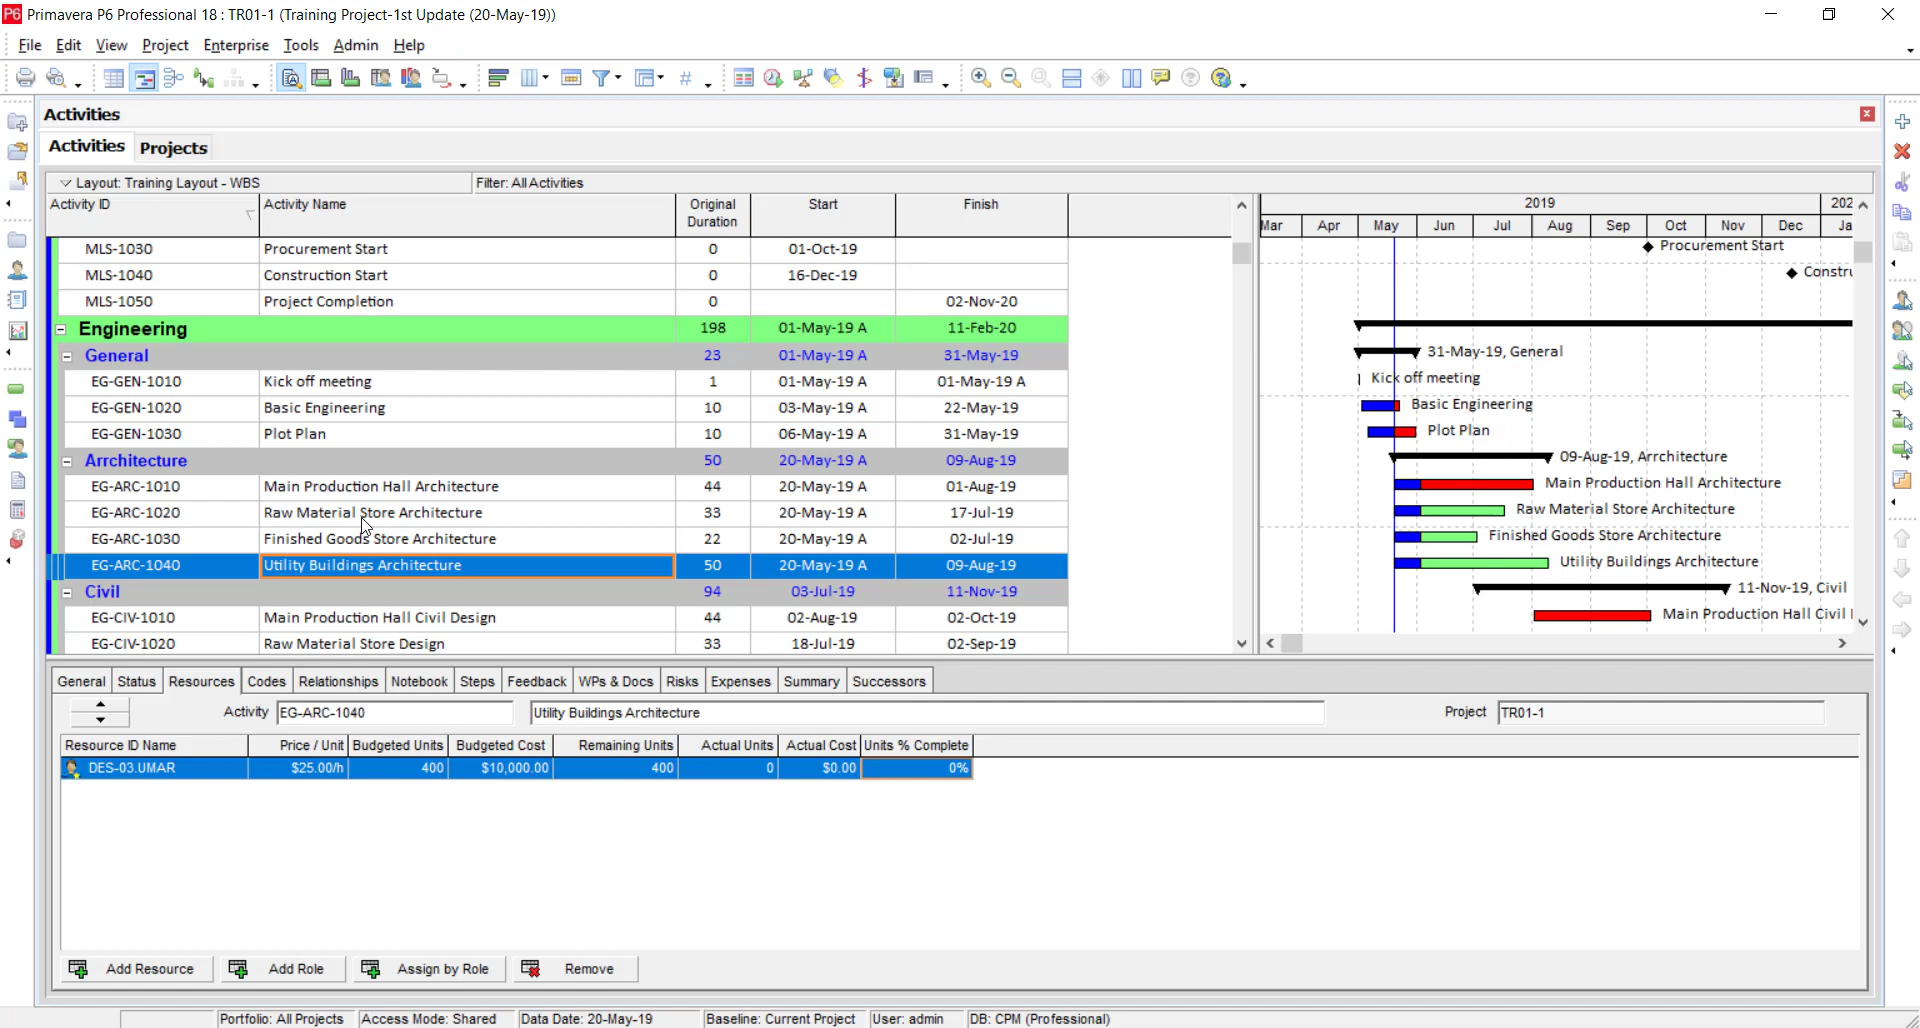 P6 Primavera P6 Professional 18 : TR01-1 (Training Project-1st Update (20-May-19))
File Edit View Project Enterprise Tools Admin Help
Activities
Activities Projects
Layout: Training Layout - WBS Filter: All Activities
Activity ID Activity Name Original Duration Start Finish
2019 202
Mar Apr May Jun Jul Aug Sep Oct Nov Dec Ja
MLS-1030 Procurement Start 0 01-Oct-19 Procurement Start
MLS-1040 Construction Start 0 16-Dec-19 Constru
MLS-1050 Project Completion 0 02-Nov-20
Engineering 198 01-May-19 A 11-Feb-20
General 23 01-May-19 A 31-May-19 31-May-19, General
EG-GEN-1010 Kick off meeting 1 01-May-19 A 01-May-19 A Kick off meeting
EG-GEN-1020 Basic Engineering 10 03-May-19 A 22-May-19 Basic Engineering
EG-GEN-1030 Plot Plan 10 06-May-19 A 31-May-19 Plot Plan
Arrchitecture 50 20-May-19 A 09-Aug-19 09-Aug-19, Arrchitecture
EG-ARC-1010 Main Production Hall Architecture 44 20-May-19 A 01-Aug-19 Main Production Hall Architecture
EG-ARC-1020 Raw Material Store Architecture 33 20-May-19 A 17-Jul-19 Raw Material Store Architecture
EG-ARC-1030 Finished Goods Store Architecture 22 20-May-19 A 02-Jul-19 Finished Goods Store Architecture
EG-ARC-1040 Utility Buildings Architecture 50 20-May-19 A 09-Aug-19 Utility Buildings Architecture
Civil 94 03-Jul-19 11-Nov-19 11-Nov-19, Civil
EG-CIV-1010 Main Production Hall Civil Design 44 02-Aug-19 02-Oct-19 Main Production Hall Civil
EG-CIV-1020 Raw Material Store Design 33 18-Jul-19 02-Sep-19
General Status Resources Codes Relationships Notebook Steps Feedback WPs & Docs Risks Expenses Summary Successors
Activity EG-ARC-1040 Utility Buildings Architecture Project TR01-1
Resource ID Name Price / Unit Budgeted Units Budgeted Cost Remaining Units Actual Units Actual Cost Units % Complete
DES-03.UMAR $25.00/h 400 $10,000.00 400 0 $0.00 0%
Add Resource Add Role Assign by Role Remove
Portfolio: All Projects Access Mode: Shared Data Date: 20-May-19 Baseline: Current Project User: admin DB: CPM (Professional)